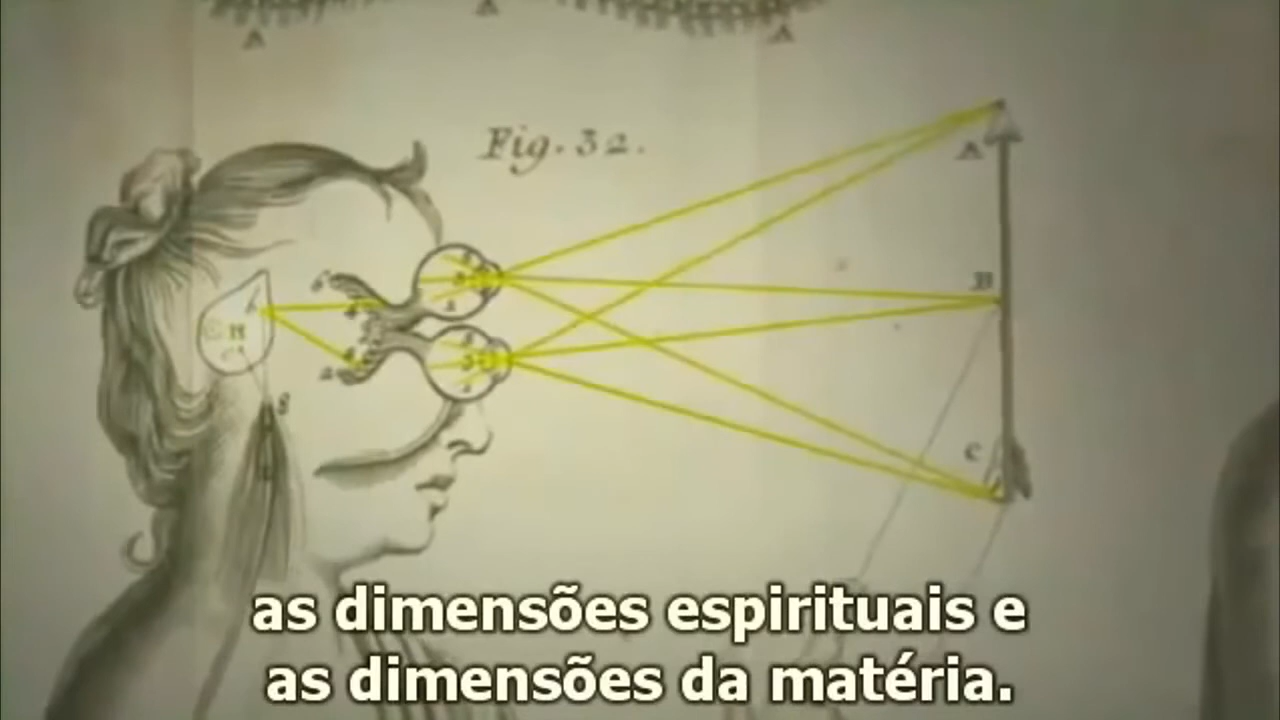 A A A
Fig. 32.
A
B
C
as dimensões espirituais e
as dimensões da matéria.